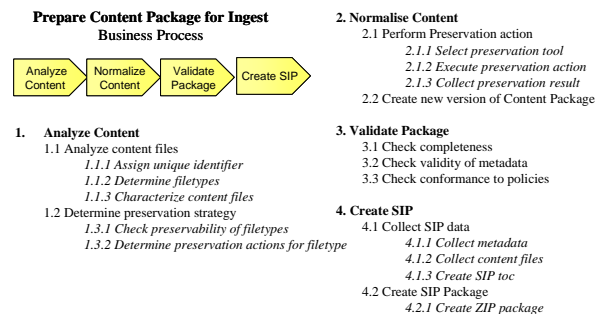 Prepare Content Package for Ingest
Business Process
Analyze
Content
Normalize
Content
Validate
Package
Create SIP
1. Analyze Content
1.1 Analyze content files
1.1.1 Assign unique identifier
1.1.2 Determine filetypes
1.1.3 Characterize content files
1.2 Determine preservation strategy
1.3.1 Check preservability of filetypes
1.3.2 Determine preservation actions for filetype
2. Normalise Content
2.1 Perform Preservation action
2.1.1 Select preservation tool
2.1.2 Execute preservation action
2.1.3 Collect preservation result
2.2 Create new version of Content Package
3. Validate Package
3.1 Check completeness
3.2 Check validity of metadata
3.3 Check conformance to policies
4. Create SIP
4.1 Collect SIP data
4.1.1 Collect metadata
4.1.2 Collect content files
4.1.3 Create SIP toc
4.2 Create SIP Package
4.2.1 Create ZIP package